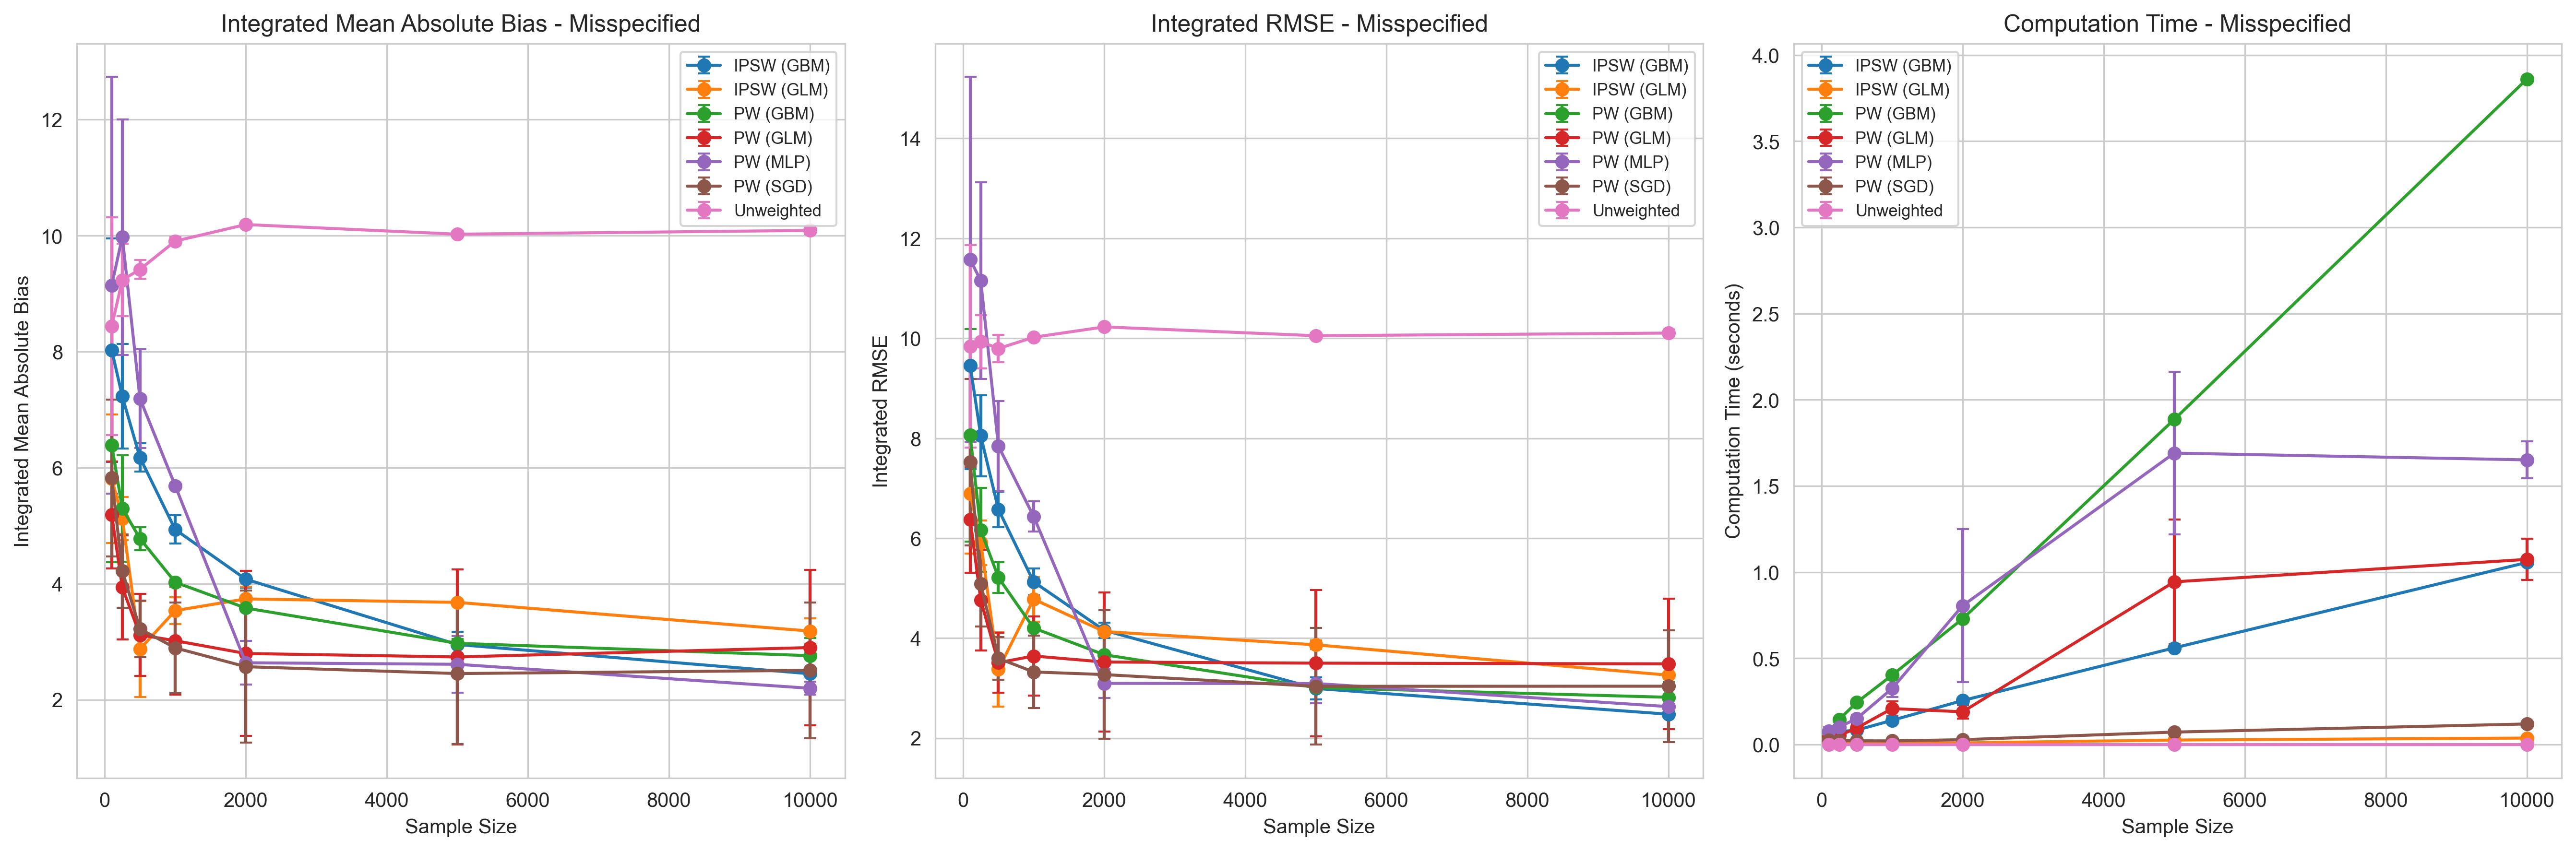 Integrated Mean Absolute Bias - Misspecified
Integrated Mean Absolute Bias
12
10
8
6
4
2
0
2000
4000
6000
8000
10000
Sample Size
IPSW (GBM)
IPSW (GLM)
PW (GBM)
PW (GLM)
PW (MLP)
PW (SGD)
Unweighted
Integrated RMSE - Misspecified
Integrated RMSE
14
12
10
8
6
4
2
0
2000
4000
6000
8000
10000
Sample Size
IPSW (GBM)
IPSW (GLM)
PW (GBM)
PW (GLM)
PW (MLP)
PW (SGD)
Unweighted
Computation Time - Misspecified
Computation Time (seconds)
4.0
3.5
3.0
2.5
2.0
1.5
1.0
0.5
0.0
0
2000
4000
6000
8000
10000
Sample Size
IPSW (GBM)
IPSW (GLM)
PW (GBM)
PW (GLM)
PW (MLP)
PW (SGD)
Unweighted